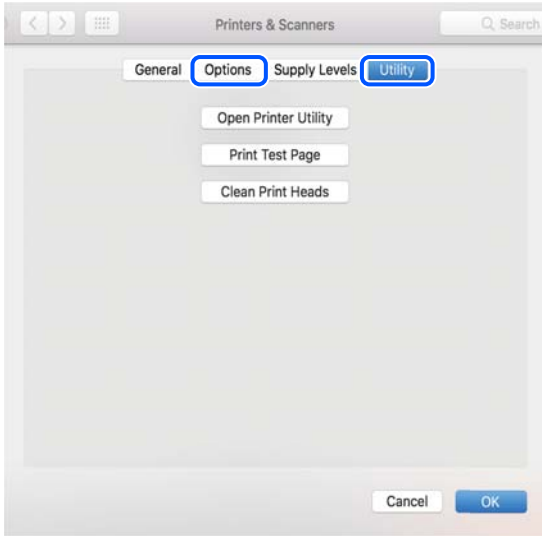 Printers & Scanners Search
General Options Supply Levels Utility
Open Printer Utility
Print Test Page
Clean Print Heads
Cancel OK